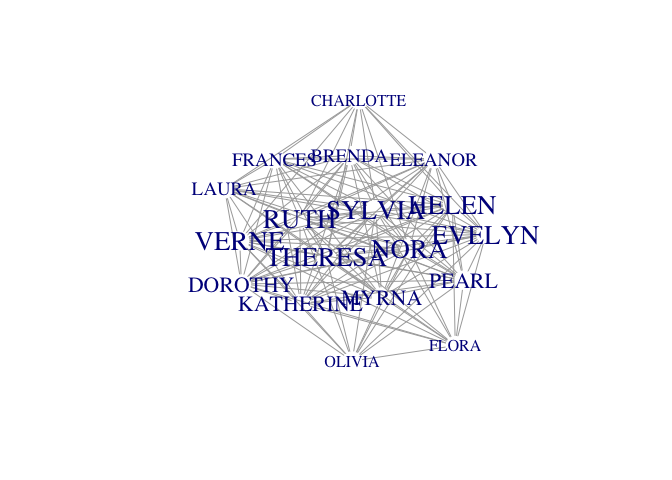 CHARLOTTE
FRANCES
BRENDA
ELEANOR
LAURA
SYLVIA
HELEN
RUTH
EVELYN
VERNE
NORA
THERESA
PEARL
DOROTHY
MYRNA
KATHERINE
FLORA
OLIVIA